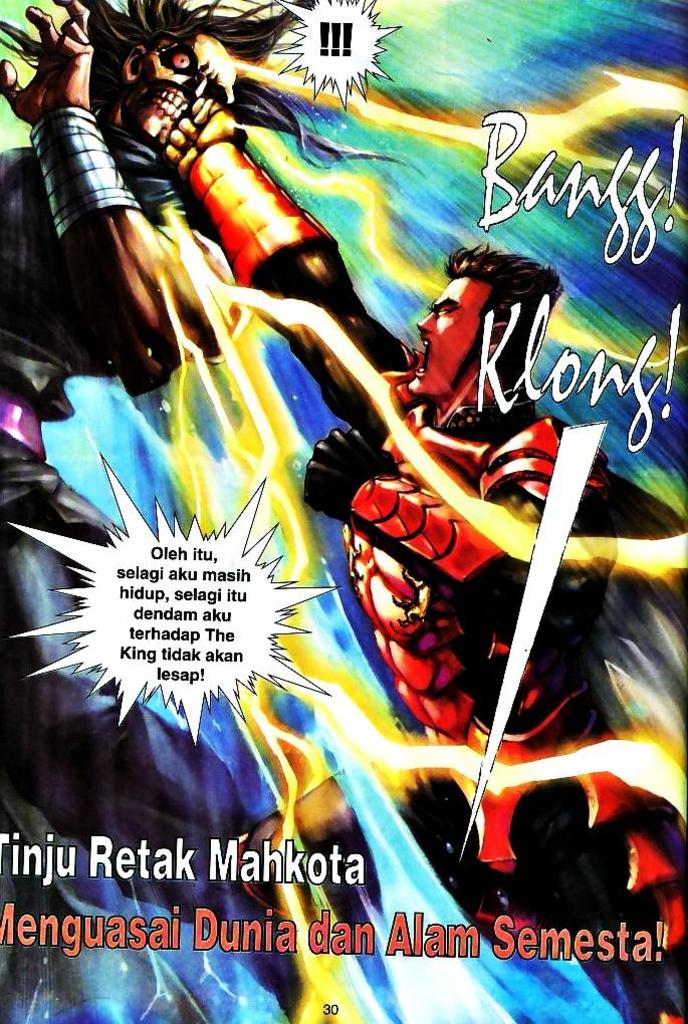 !!!
Bangg!
Klong!
Oleh itu,
selagi aku masih
hidup, selagi itu
dendam aku
terhadap The
King tidak akan
lesap!
Tinju Retak Mahkota
Menguasai Dunia dan Alam Semesta!
30